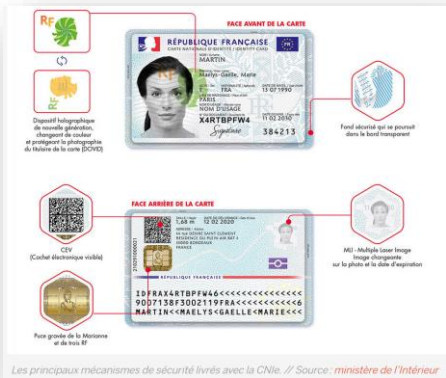 FACE AVANT DE LA CARTE
RF
RÉPUBLIQUE FRANÇAISE
FR
CARTE NATIONALE D'IDENTITÉ / IDENTITY CARD
MARTIN
Maëlys-Gaëlle, Marie
FRA
13 07 1990
PARIS
NOM D'USAGE
X4RTBPFW4
11 02 2030
384213
Dispositif holographique
de nouvelle génération,
changeant de couleur
et protégeant la photographie
du titulaire de la carte (DOVID)
Fond sécurisé qui se poursuit
dans le bord transparent
FACE ARRIÈRE DE LA CARTE
1,68 m
12 02 2020
RÉPUBLIQUE FRANÇAISE
IDFRAX4RTBPFW46<<<<<<<<<<<<<<<
9007138F3002119FRA<<<<<<<<<<<6
MARTIN<<MAELYS<GAELLE<MARIE<<<
CEV
(Cachet électronique visible)
MLI - Multiple Laser Image
Image changeante
sur la photo et la date d'expiration
Puce gravée de la Marianne
et de trois RF
Les principaux mécanismes de sécurité livrés avec la CNIe. // Source : ministère de l'Intérieur